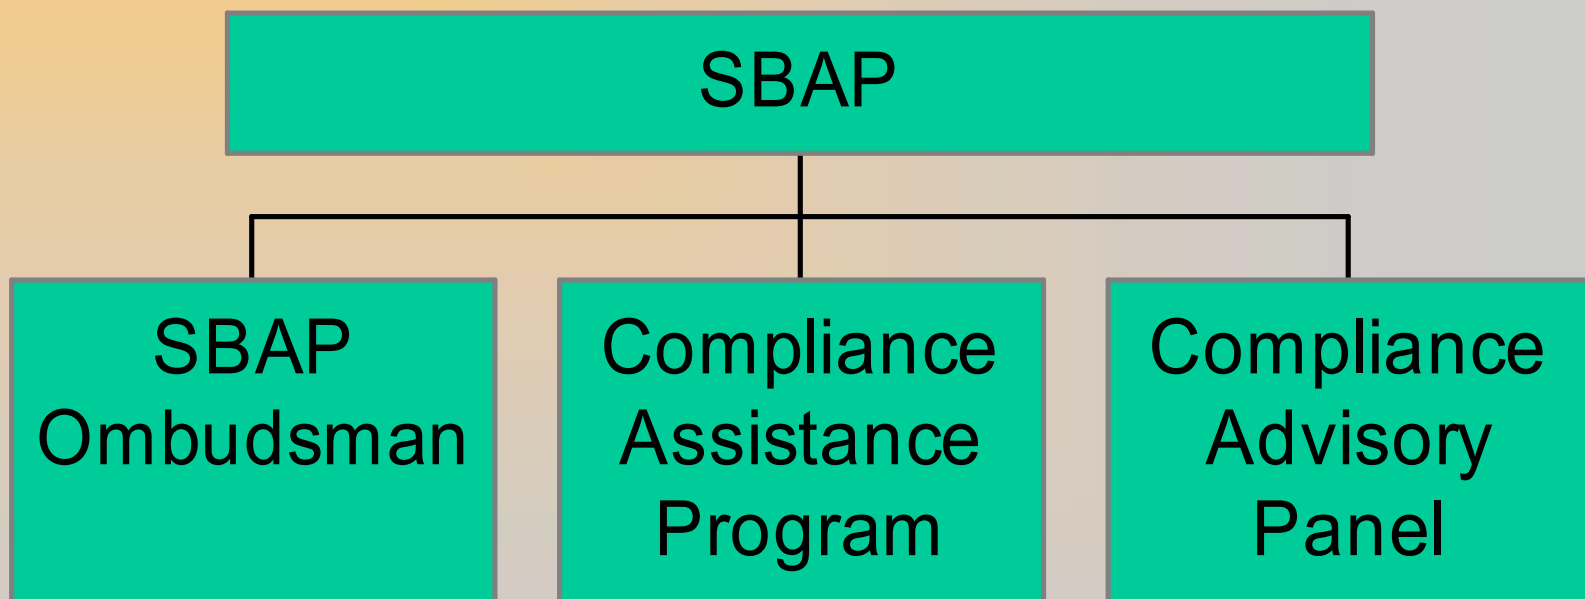 SBAP
SBAP
Ombudsman
Compliance
Assistance
Program
Compliance
Advisory
Panel